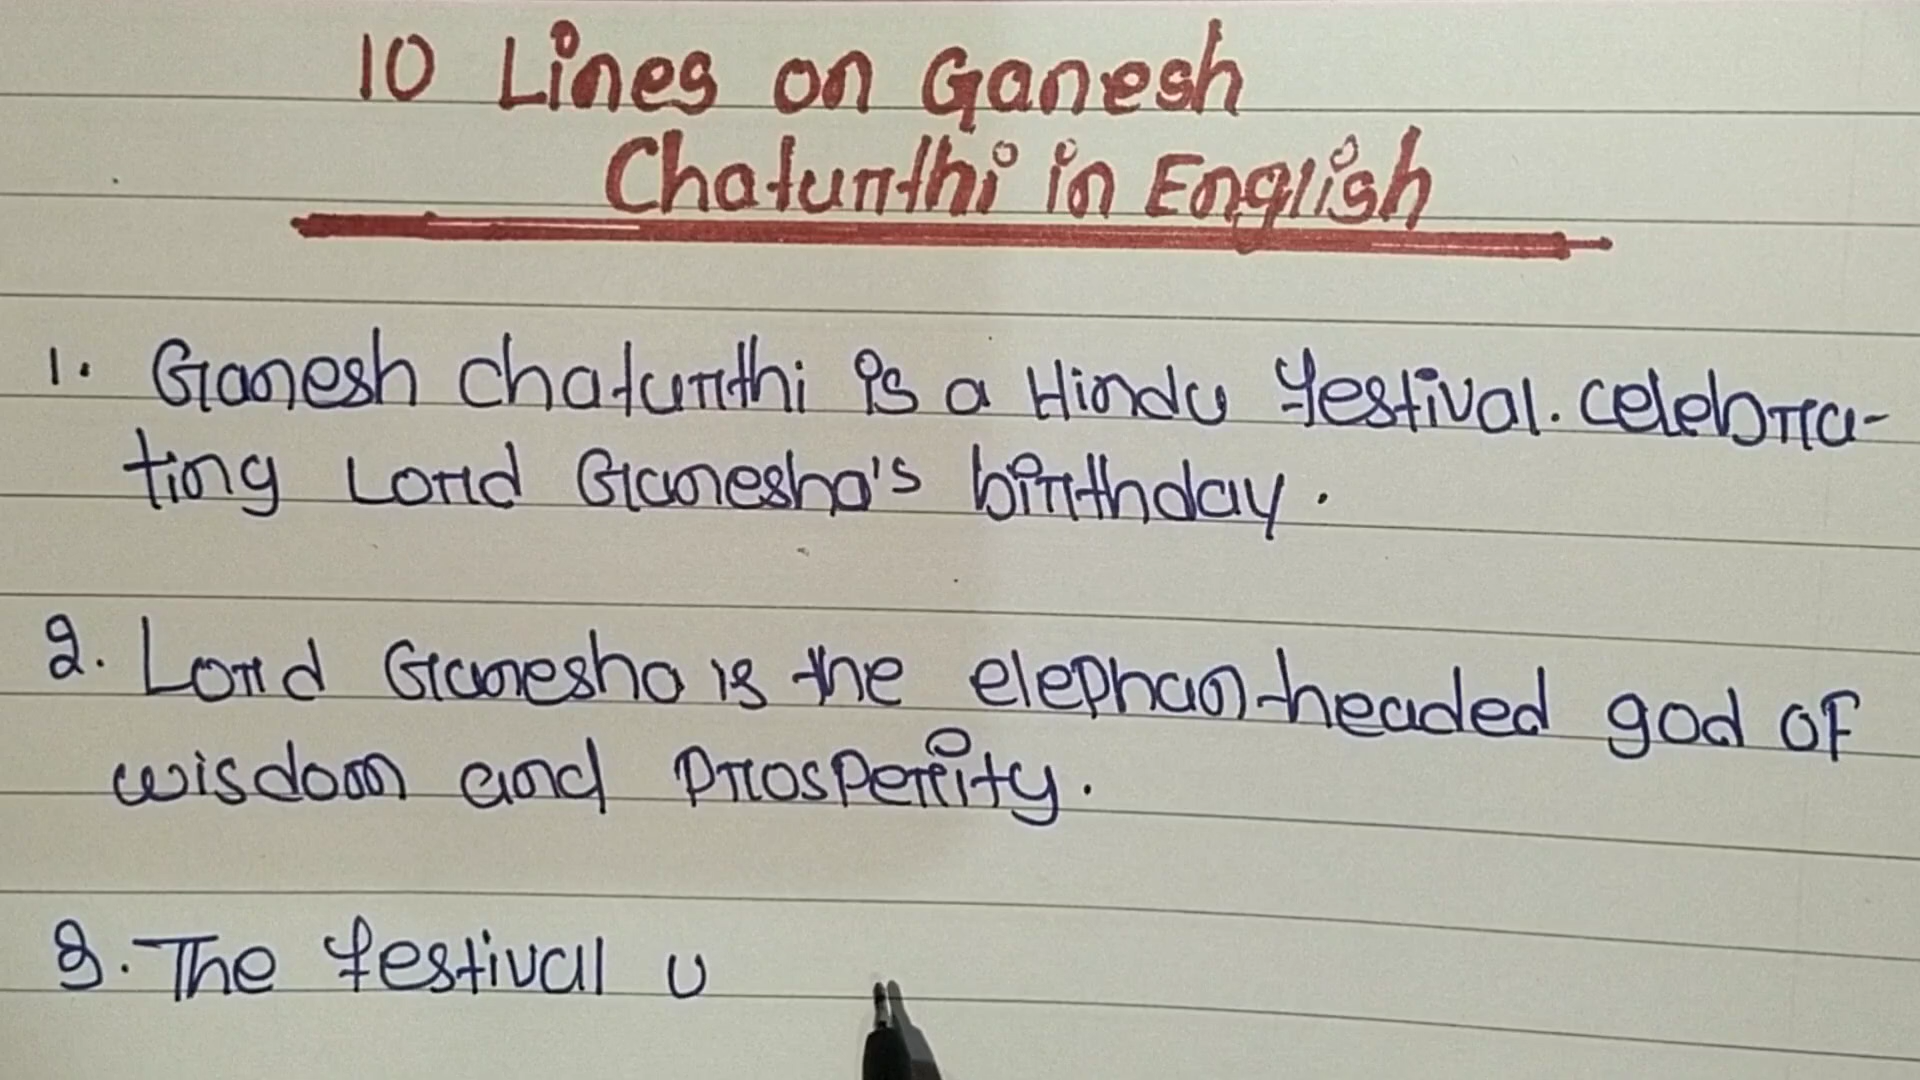 10 Lines on Ganesh
Chaturthi in English
1. Ganesh chaturthi is a Hindu festival. celebra-
ting Lord Ganesha's birthday.
2. Lord Ganesha is the elephan-headed god of
wisdom and prosperity.
3. The festival u